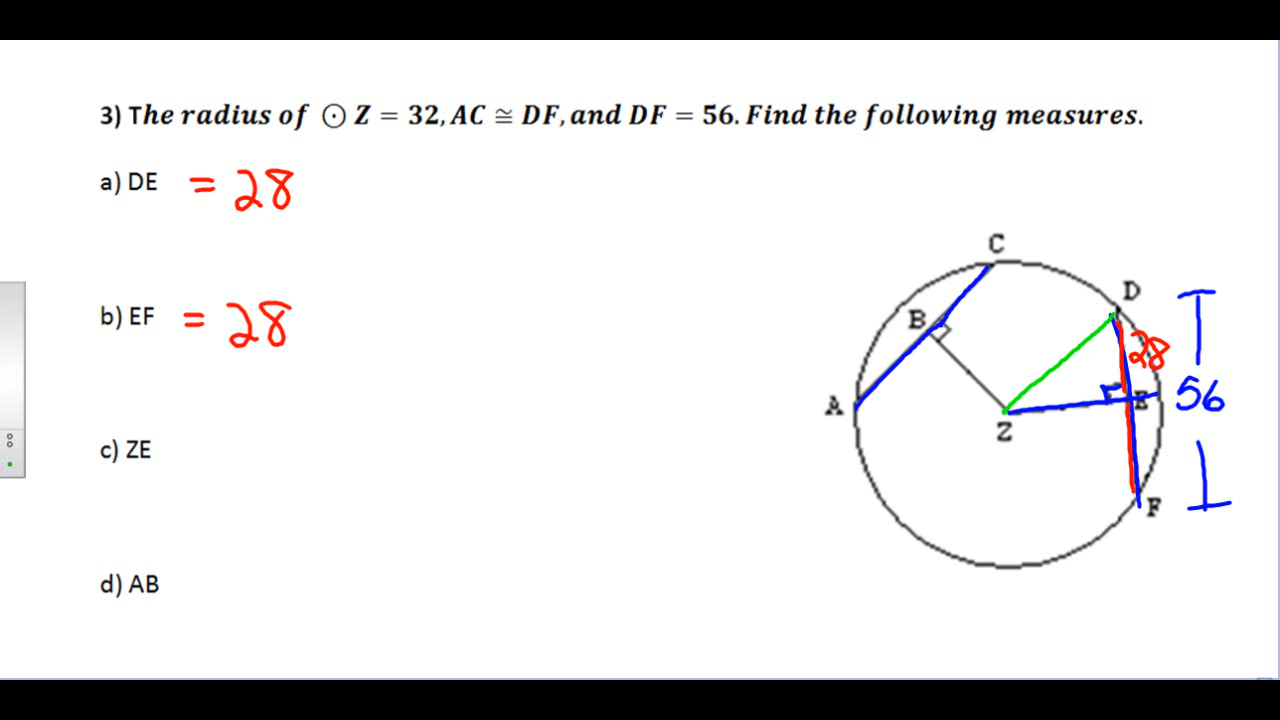 3) The radius of ⊙ Z = 32, AC ≅ DF, and DF = 56. Find the following measures.
a) DE = 28
b) EF = 28
c) ZE
d) AB
C
D
B
28
E
56
A
Z
F